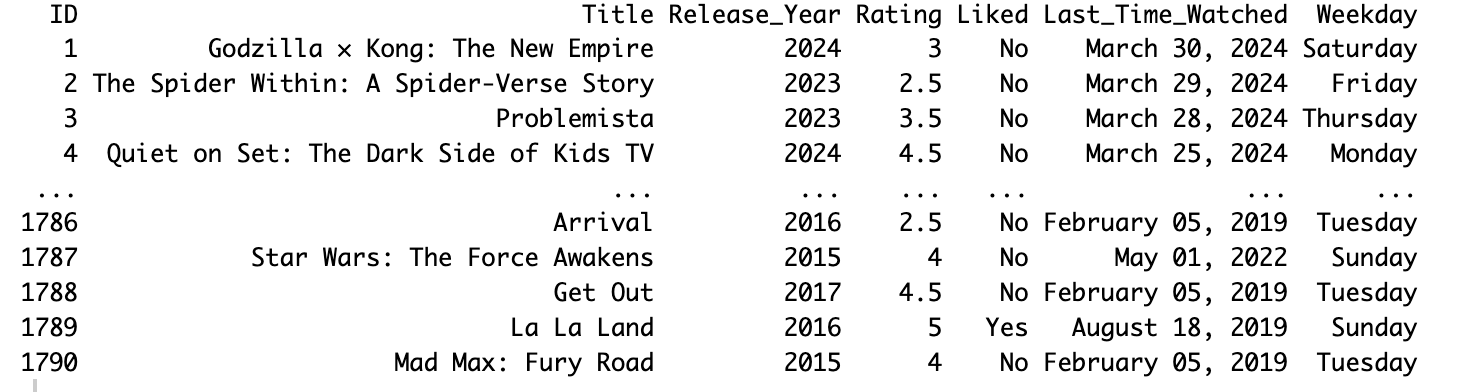 ID Title Release_Year Rating Liked Last_Time_Watched Weekday
1 Godzilla × Kong: The New Empire 2024 3 No March 30, 2024 Saturday
2 The Spider Within: A Spider-Verse Story 2023 2.5 No March 29, 2024 Friday
3 Problemista 2023 3.5 No March 28, 2024 Thursday
4 Quiet on Set: The Dark Side of Kids TV 2024 4.5 No March 25, 2024 Monday
... ... ... ... ... ... ...
1786 Arrival 2016 2.5 No February 05, 2019 Tuesday
1787 Star Wars: The Force Awakens 2015 4 No May 01, 2022 Sunday
1788 Get Out 2017 4.5 No February 05, 2019 Tuesday
1789 La La Land 2016 5 Yes August 18, 2019 Sunday
1790 Mad Max: Fury Road 2015 4 No February 05, 2019 Tuesday